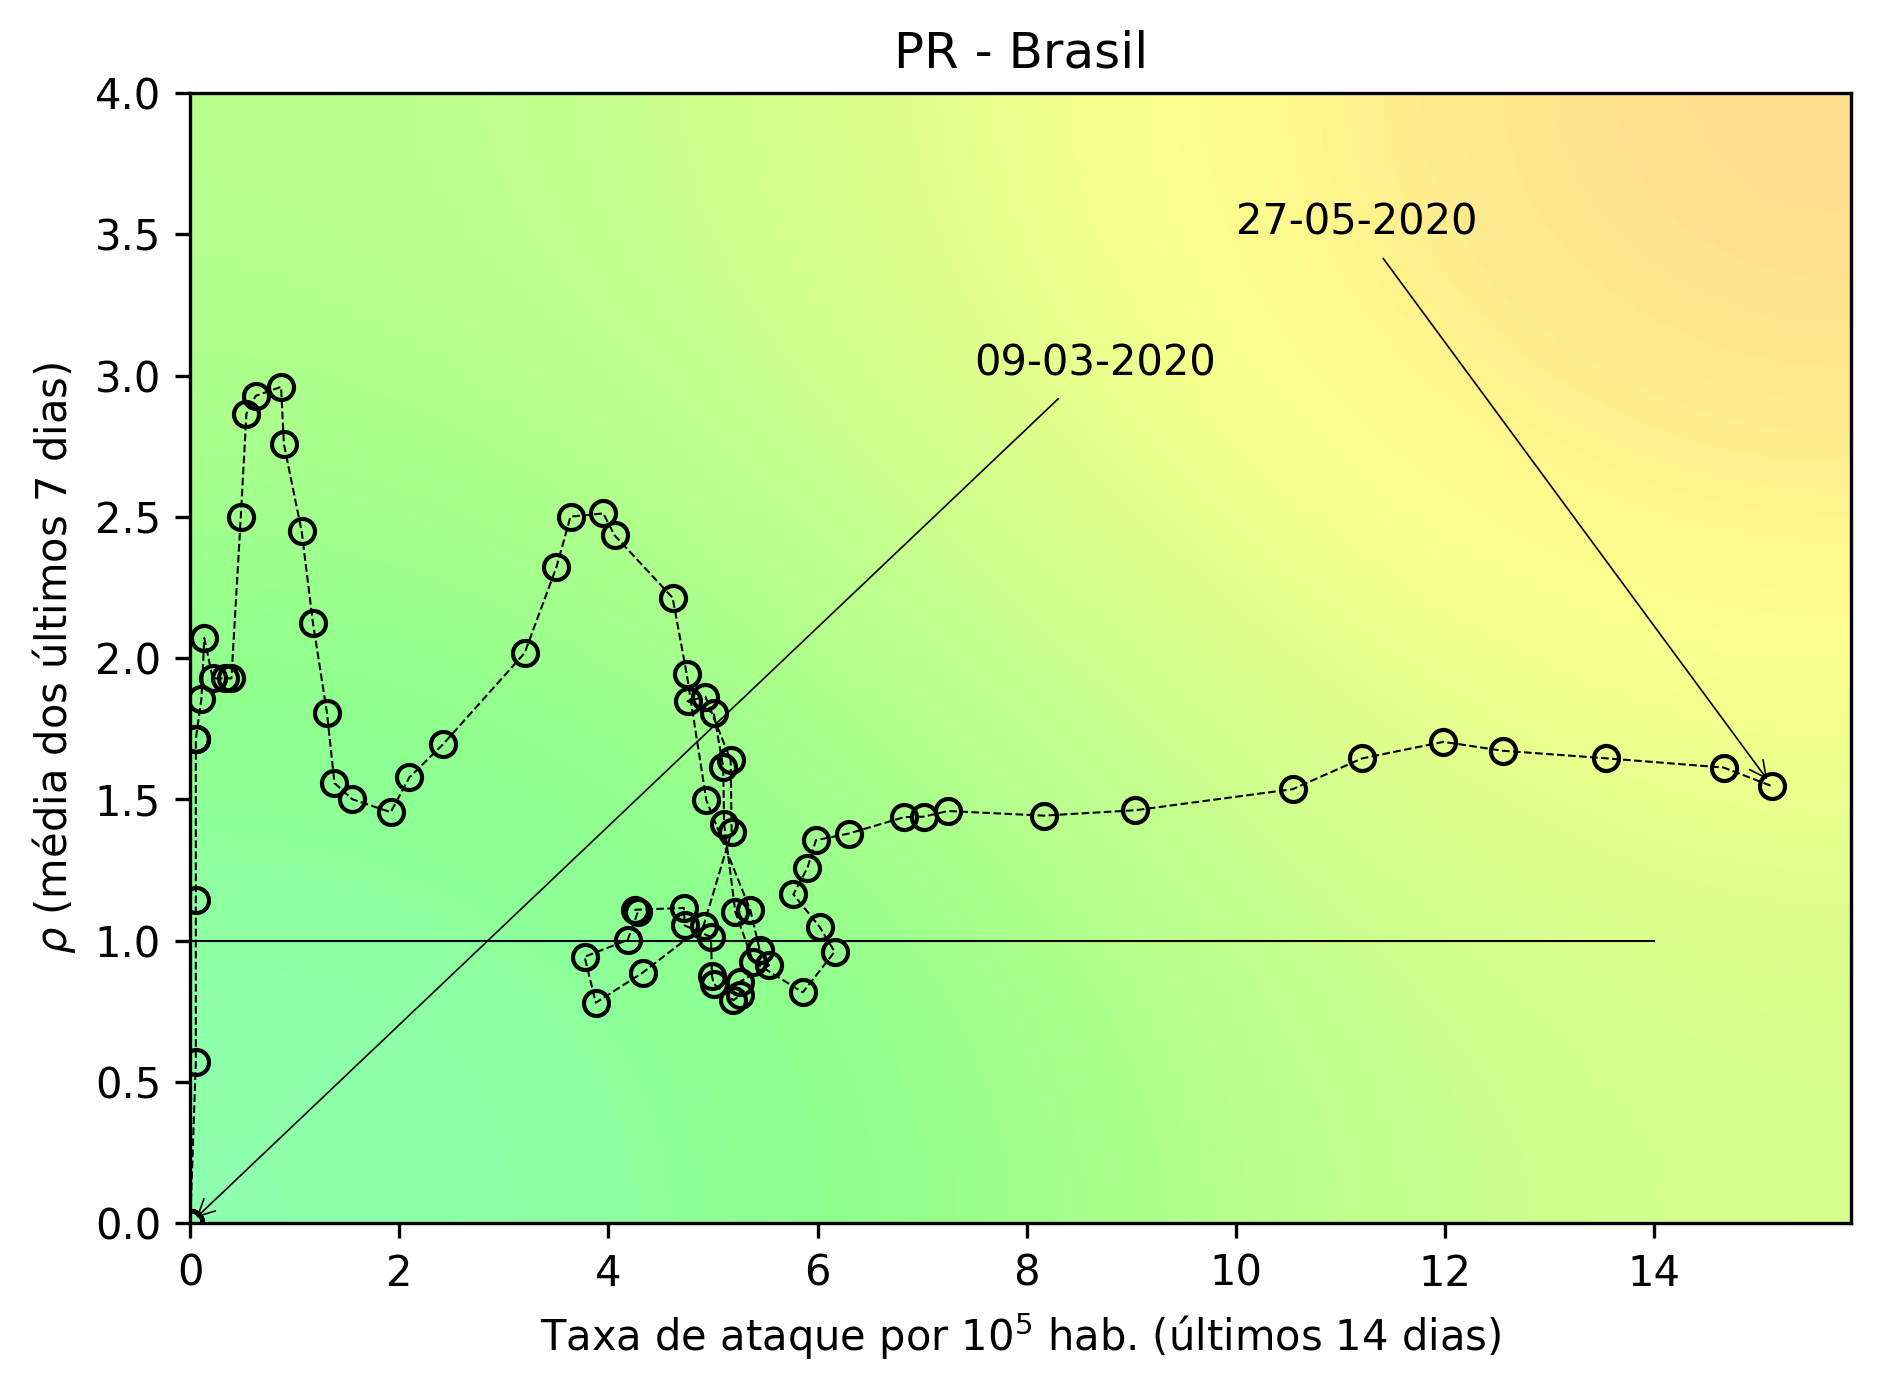 PR - Brasil
4.0
3.5
3.0
2.5
2.0
1.5
1.0
0.5
0.0
ρ (média dos últimos 7 dias)
27-05-2020
09-03-2020
0 2 4 6 8 10 12 14
Taxa de ataque por 10⁵ hab. (últimos 14 dias)